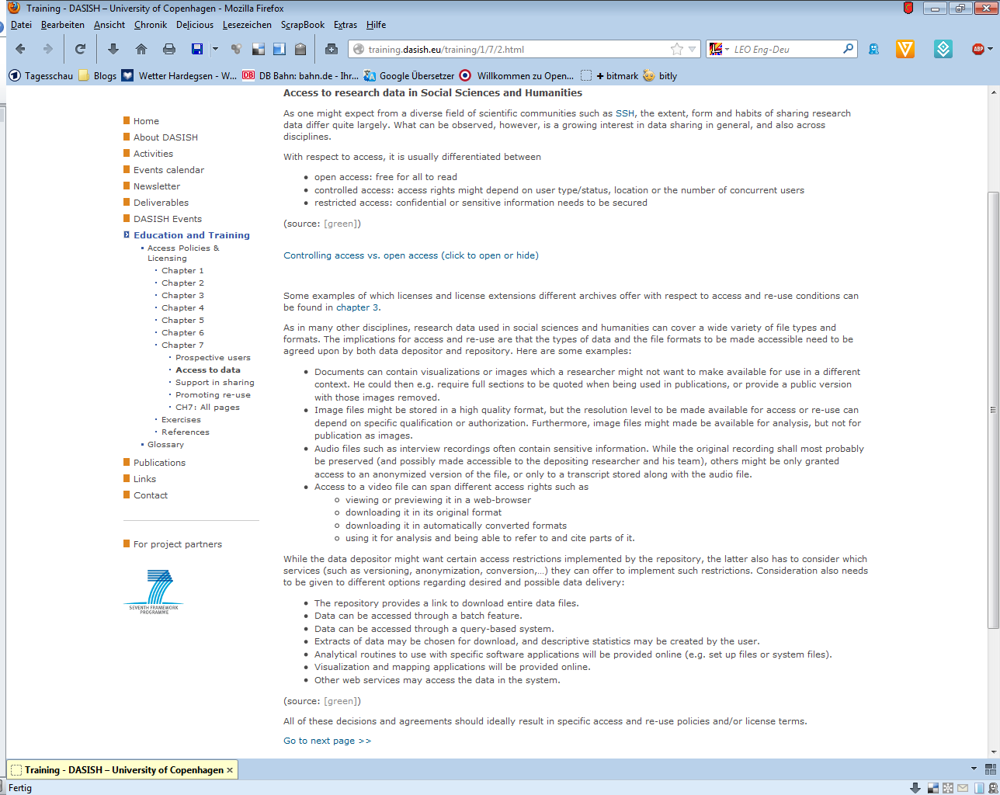 Training - DASISH – University of Copenhagen - Mozilla Firefox
Datei Bearbeiten Ansicht Chronik Delicious Lesezeichen ScrapBook Extras Hilfe
training.dasish.eu/training/1/7/2.html
LEO Eng-Deu
ABP
Tagesschau Blogs Wetter Hardegsen - W... DB DB Bahn: bahn.de - Ihr... Google Übersetzer Willkommen zu Open... + bitmark bitly
Home
About DASISH
Activities
Events calendar
Newsletter
Deliverables
DASISH Events
Education and Training
Access Policies &
Licensing
Chapter 1
Chapter 2
Chapter 3
Chapter 4
Chapter 5
Chapter 6
Chapter 7
Prospective users
Access to data
Support in sharing
Promoting re-use
CH7: All pages
Exercises
References
Glossary
Publications
Links
Contact
For project partners
SEVENTH FRAMEWORK
PROGRAMME
Access to research data in Social Sciences and Humanities
As one might expect from a diverse field of scientific communities such as SSH, the extent, form and habits of sharing research
data differ quite largely. What can be observed, however, is a growing interest in data sharing in general, and also across
disciplines.
With respect to access, it is usually differentiated between
• open access: free for all to read
• controlled access: access rights might depend on user type/status, location or the number of concurrent users
• restricted access: confidential or sensitive information needs to be secured
(source: [green])
Controlling access vs. open access (click to open or hide)
Some examples of which licenses and license extensions different archives offer with respect to access and re-use conditions can
be found in chapter 3.
As in many other disciplines, research data used in social sciences and humanities can cover a wide variety of file types and
formats. The implications for access and re-use are that the types of data and the file formats to be made accessible need to be
agreed upon by both data depositor and repository. Here are some examples:
• Documents can contain visualizations or images which a researcher might not want to make available for use in a different
context. He could then e.g. require full sections to be quoted when being used in publications, or provide a public version
with those images removed.
• Image files might be stored in a high quality format, but the resolution level to be made available for access or re-use can
depend on specific qualification or authorization. Furthermore, image files might made be available for analysis, but not for
publication as images.
• Audio files such as interview recordings often contain sensitive information. While the original recording shall most probably
be preserved (and possibly made accessible to the depositing researcher and his team), others might be only granted
access to an anonymized version of the file, or only to a transcript stored along with the audio file.
• Access to a video file can span different access rights such as
○ viewing or previewing it in a web-browser
○ downloading it in its original format
○ downloading it in automatically converted formats
○ using it for analysis and being able to refer to and cite parts of it.
While the data depositor might want certain access restrictions implemented by the repository, the latter also has to consider which
services (such as versioning, anonymization, conversion,...) they can offer to implement such restrictions. Consideration also needs
to be given to different options regarding desired and possible data delivery:
• The repository provides a link to download entire data files.
• Data can be accessed through a batch feature.
• Data can be accessed through a query-based system.
• Extracts of data may be chosen for download, and descriptive statistics may be created by the user.
• Analytical routines to use with specific software applications will be provided online (e.g. set up files or system files).
• Visualization and mapping applications will be provided online.
• Other web services may access the data in the system.
(source: [green])
All of these decisions and agreements should ideally result in specific access and re-use policies and/or license terms.
Go to next page >>
Training - DASISH – University of Copenhagen
Fertig